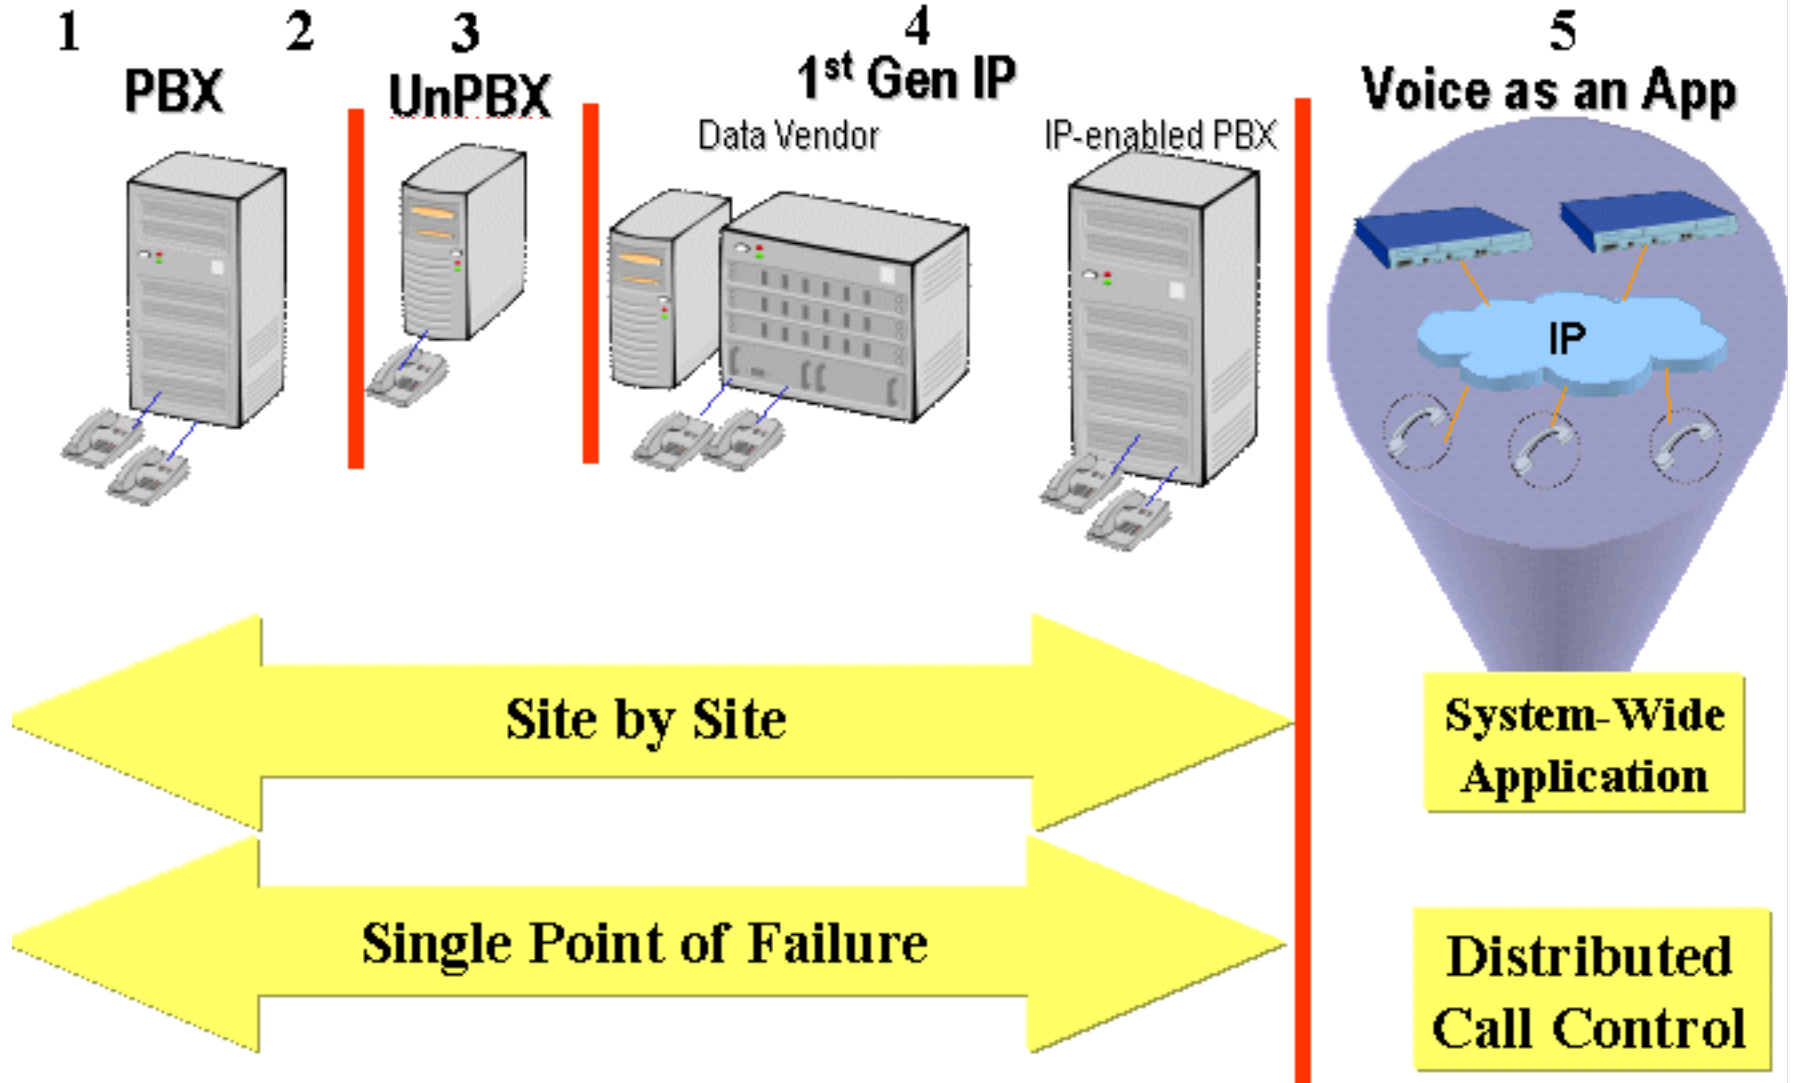 1
2
3
4
5
PBX
UnPBX
1st Gen IP
Voice as an App
Data Vendor
IP-enabled PBX
IP
Site by Site
System-Wide
Application
Single Point of Failure
Distributed
Call Control